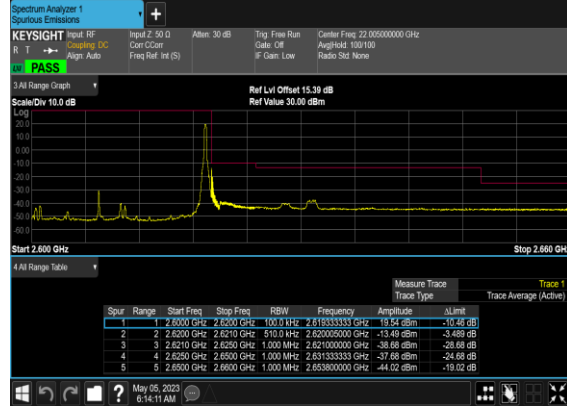 Spectrum Analyzer 1
Spurious Emissions
KEYSIGHT Input: RF Input Z: 50 Ω Atten: 30 dB Trig: Free Run Center Freq: 22.005000000 GHz
R T Coupling: DC Corr CCorr Gate: Off Avg|Hold: 100/100
Align: Auto Freq Ref: Int (S) IF Gain: Low Radio Std: None
PASS
3 All Range Graph
Ref Lvl Offset 15.39 dB
Scale/Div 10.0 dB Ref Value 30.00 dBm
Log
20.0
10.0
0.00
-10.0
-20.0
-30.0
-40.0
-50.0
-60.0
Start 2.600 GHz Stop 2.660 GHz
4 All Range Table
Measure Trace Trace 1
Trace Type Trace Average (Active)
Spur Range Start Freq Stop Freq RBW Frequency Amplitude ΔLimit
1 1 2.6000 GHz 2.6200 GHz 100.0 kHz 2.619333333 GHz 19.54 dBm -10.46 dB
2 2 2.6200 GHz 2.6210 GHz 510.0 kHz 2.620005000 GHz -13.49 dBm -3.489 dB
3 3 2.6210 GHz 2.6250 GHz 1.000 MHz 2.621000000 GHz -38.68 dBm -28.68 dB
4 4 2.6250 GHz 2.6500 GHz 1.000 MHz 2.631333333 GHz -37.68 dBm -24.68 dB
5 5 2.6500 GHz 2.6600 GHz 1.000 MHz 2.653800000 GHz -44.02 dBm -19.02 dB
May 05, 2023
6:14:11 AM